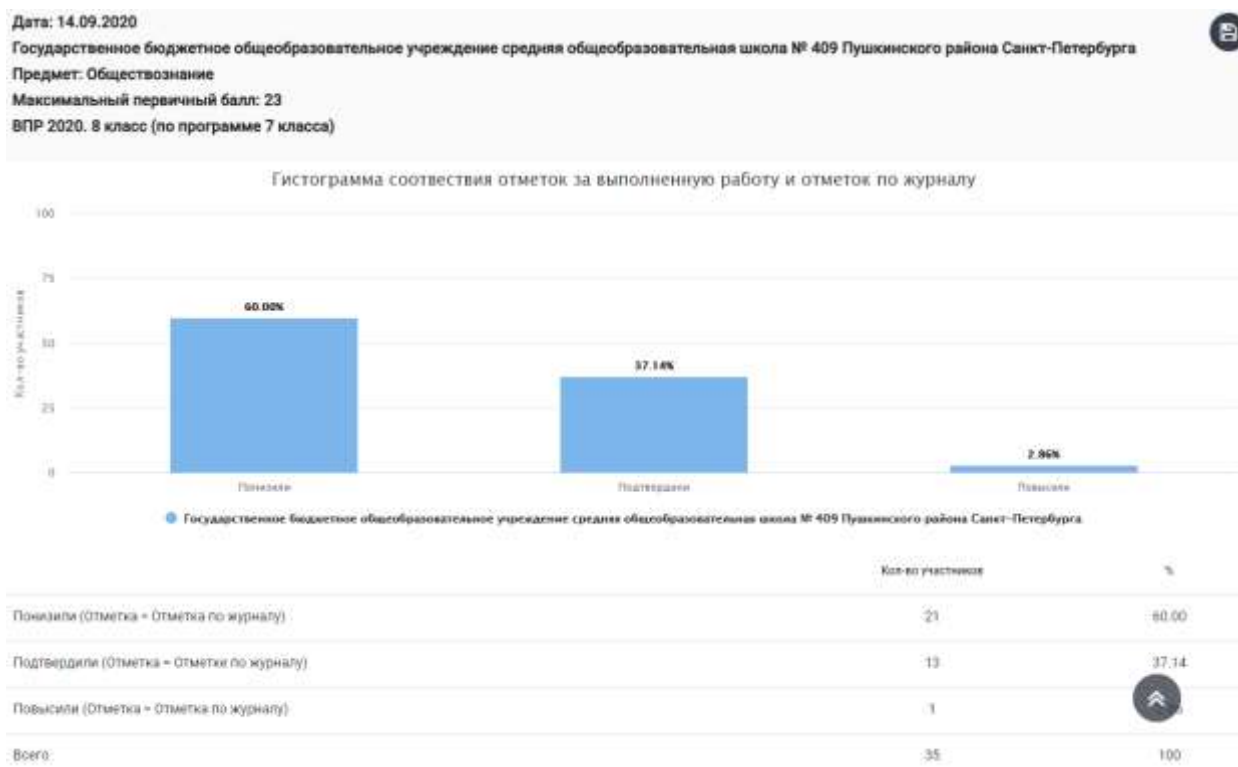 Дата: 14.09.2020
Государственное бюджетное общеобразовательное учреждение средняя общеобразовательная школа № 409 Пушкинского района Санкт-Петербурга
Предмет: Обществознание
Максимальный первичный балл: 23
ВПР 2020. 8 класс (по программе 7 класса)
Гистограмма соотвествия отметок за выполненную работу и отметок по журналу
Кол-во участников
100
75
50
25
0
60.00%
37.14%
2.86%
Понизили
Подтвердили
Повысили
Государственное бюджетное общеобразовательное учреждение средняя общеобразовательная школа № 409 Пушкинского района Санкт-Петербурга
Кол-во участников %
Понизили (Отметка = Отметка по журналу) 21 60.00
Подтвердили (Отметка = Отметке по журналу) 13 37.14
Повысили (Отметка = Отметка по журналу) 1
Всего 35 100